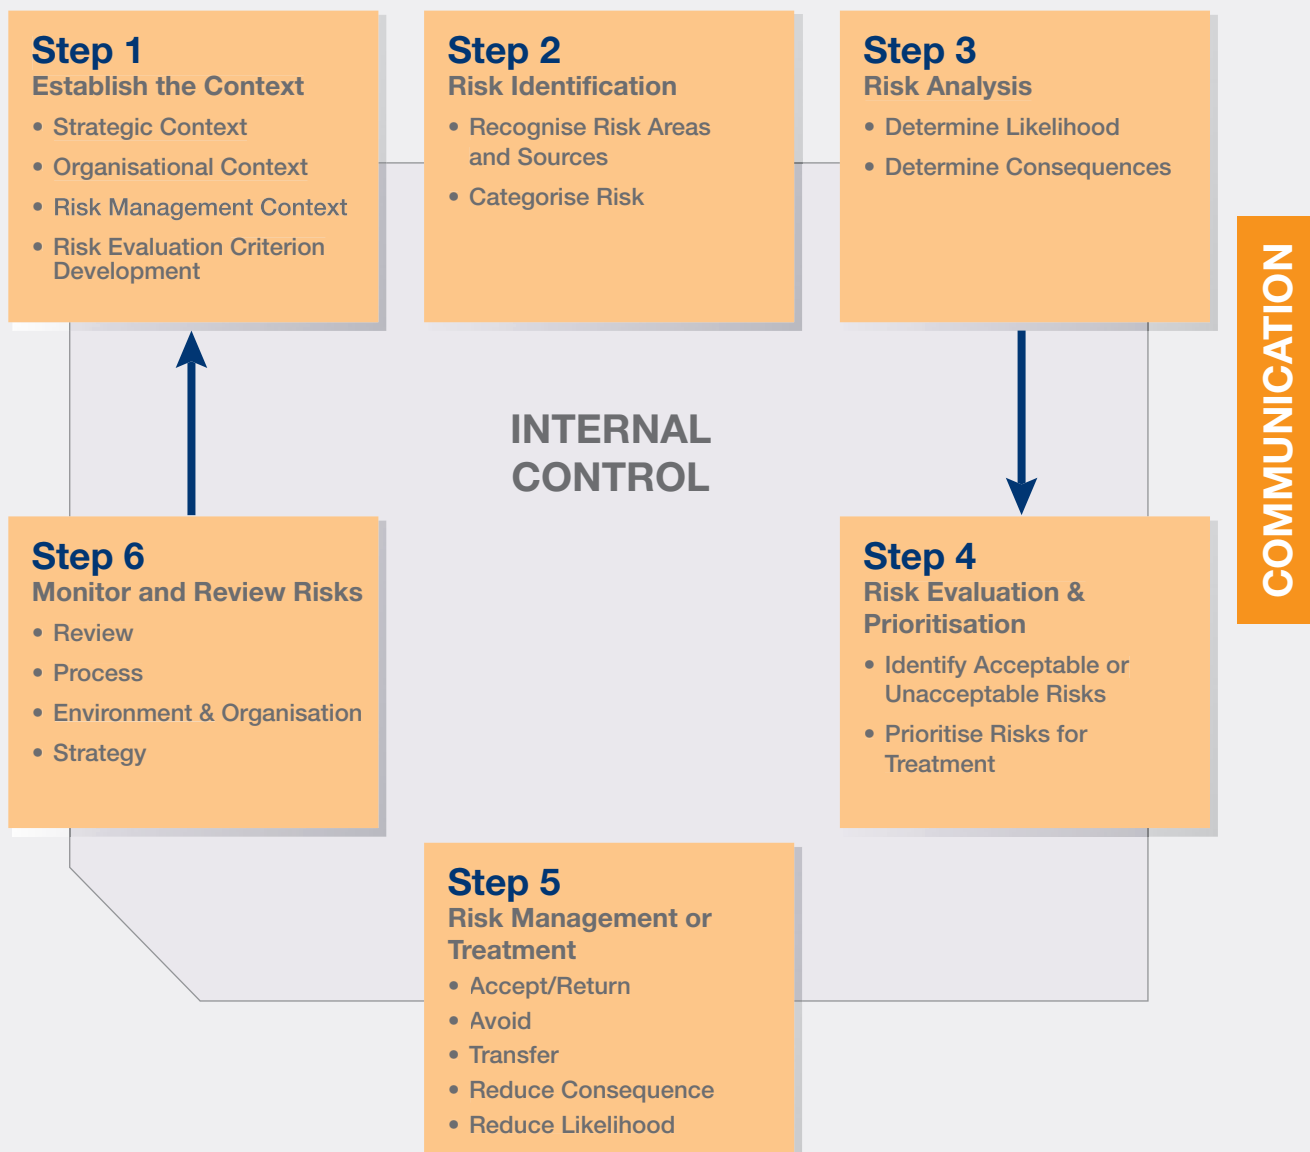 Step 1
Establish the Context
• Strategic Context
• Organisational Context
• Risk Management Context
• Risk Evaluation Criterion
Development
Step 2
Risk Identification
• Recognise Risk Areas
and Sources
• Categorise Risk
Step 3
Risk Analysis
• Determine Likelihood
• Determine Consequences
COMMUNICATION
INTERNAL
CONTROL
Step 6
Monitor and Review Risks
• Review
• Process
• Environment & Organisation
• Strategy
Step 4
Risk Evaluation &
Prioritisation
• Identify Acceptable or
Unacceptable Risks
• Prioritise Risks for
Treatment
Step 5
Risk Management or
Treatment
• Accept/Return
• Avoid
• Transfer
• Reduce Consequence
• Reduce Likelihood